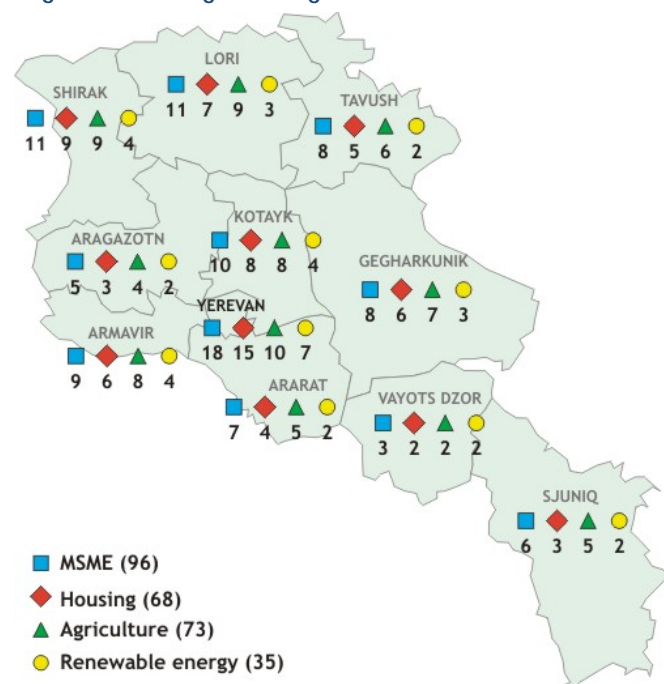 LORI
11 7 9 3
SHIRAK
11 9 9 4
TAVUSH
8 5 6 2
KOTAYK
10 8 8 4
ARAGAZOTN
5 3 4 2
GEGHARKUNIK
8 6 7 3
YEREVAN
18 15 10 7
ARMAVIR
9 6 8 4
ARARAT
7 4 5 2
VAYOTS DZOR
3 2 2 2
SJUNIQ
6 3 5 2
MSME (96)
Housing (68)
Agriculture (73)
Renewable energy (35)